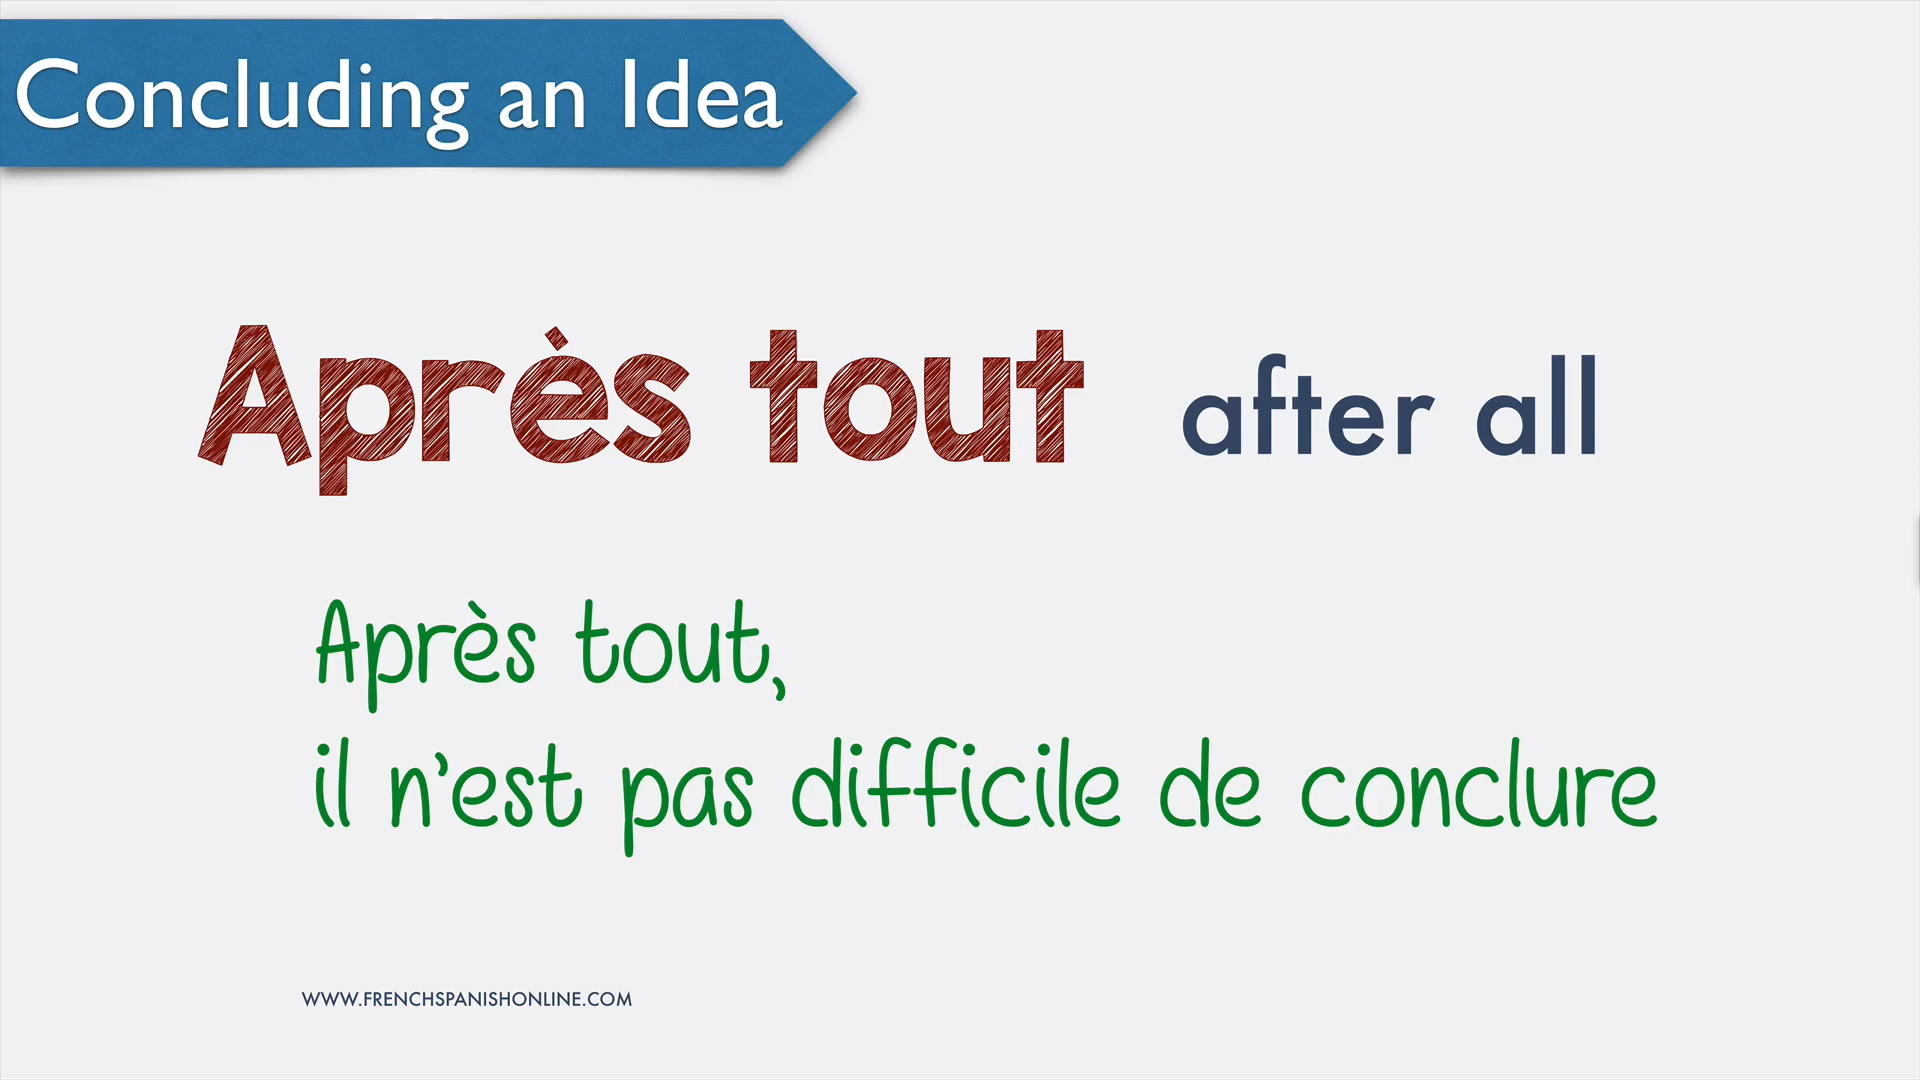 Concluding an Idea
Après tout after all
Après tout,
il n'est pas difficile de conclure
WWW.FRENCHSPANISHONLINE.COM